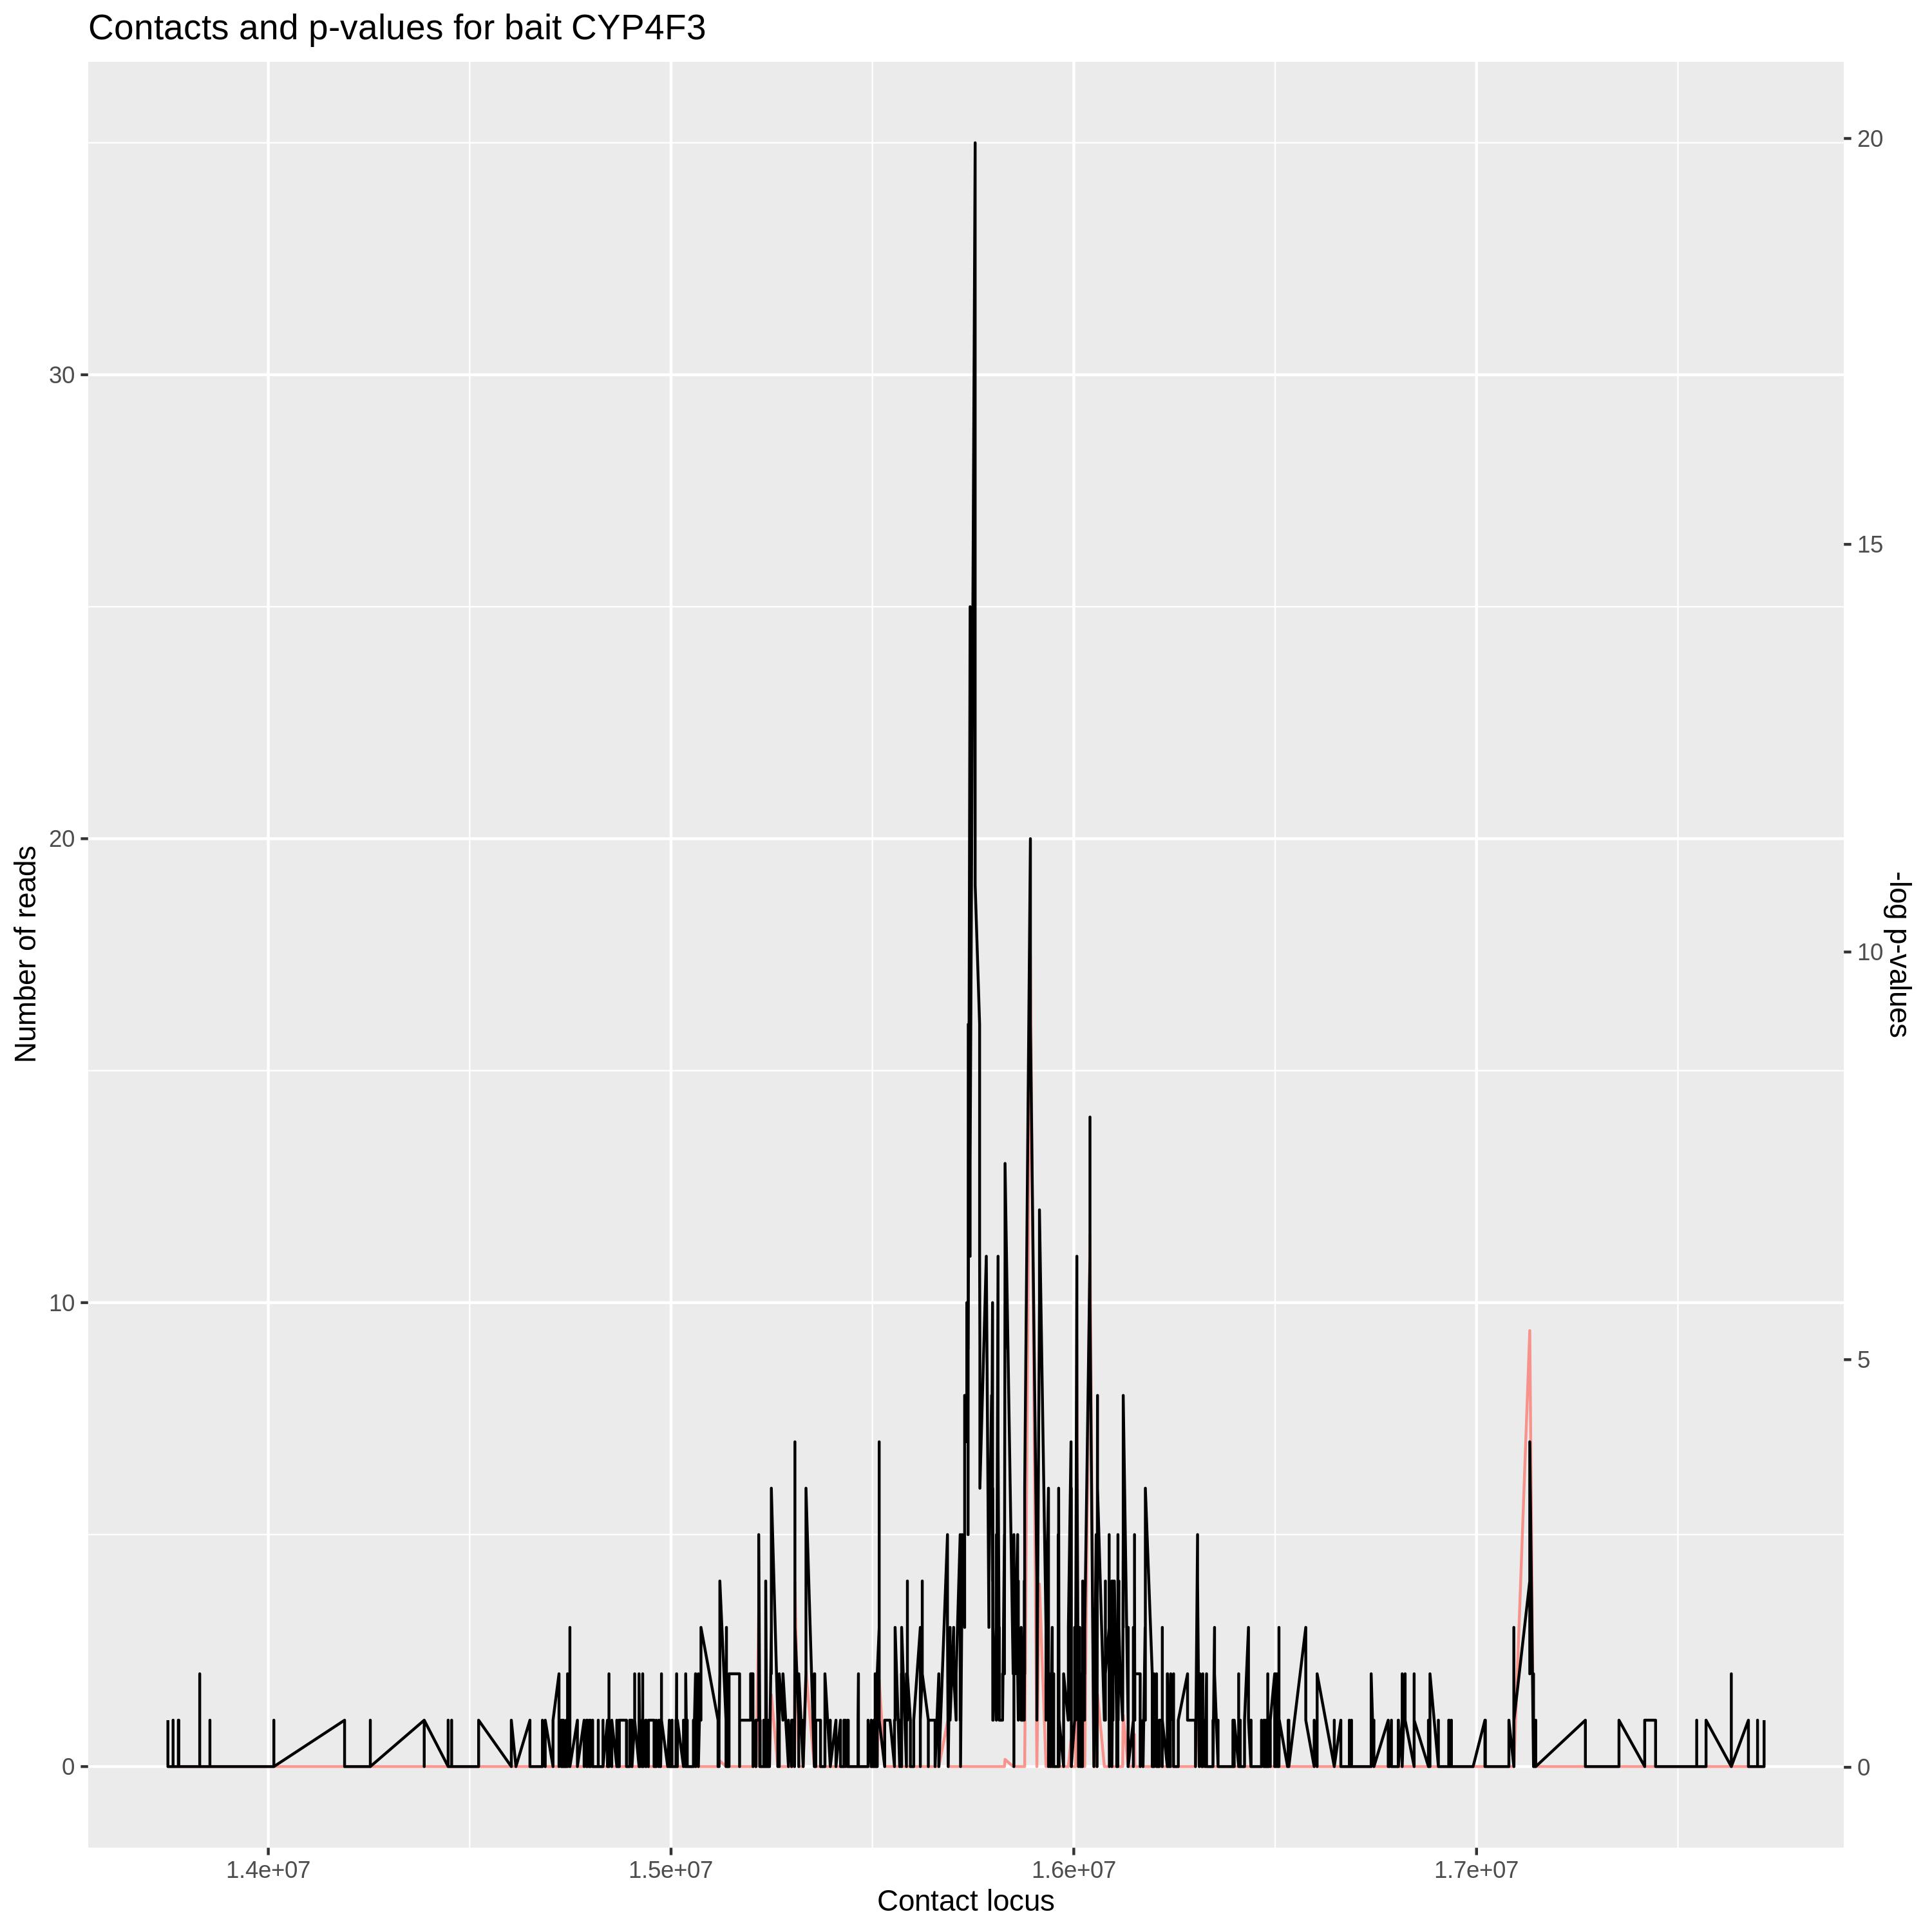 Contacts and p-values for bait CYP4F3
Number of reads
30
20
10
0
20
15
10
5
0
-log p-values
1.4e+07
1.5e+07
1.6e+07
1.7e+07
Contact locus